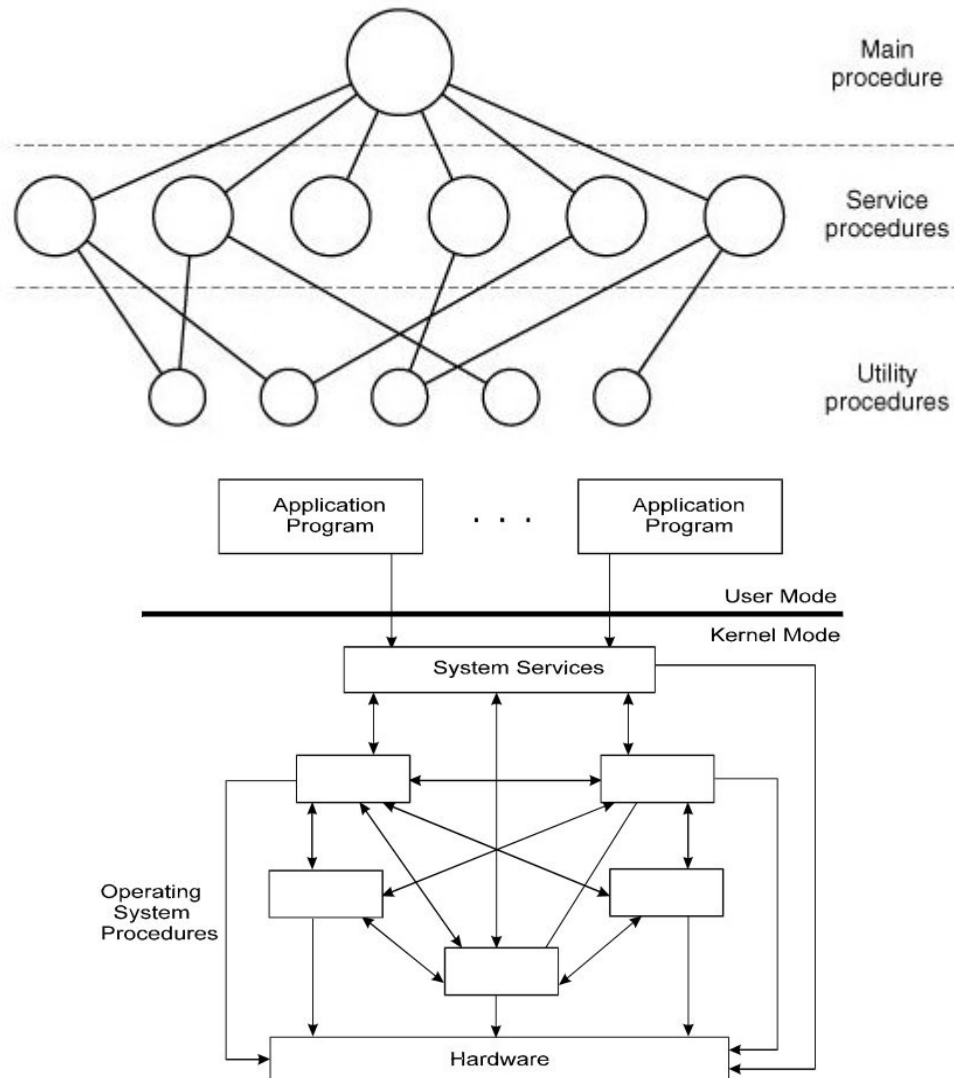 Main
procedure
Service
procedures
Utility
procedures
Application
Program
. . .
Application
Program
User Mode
Kernel Mode
System Services
Operating
System
Procedures
Hardware